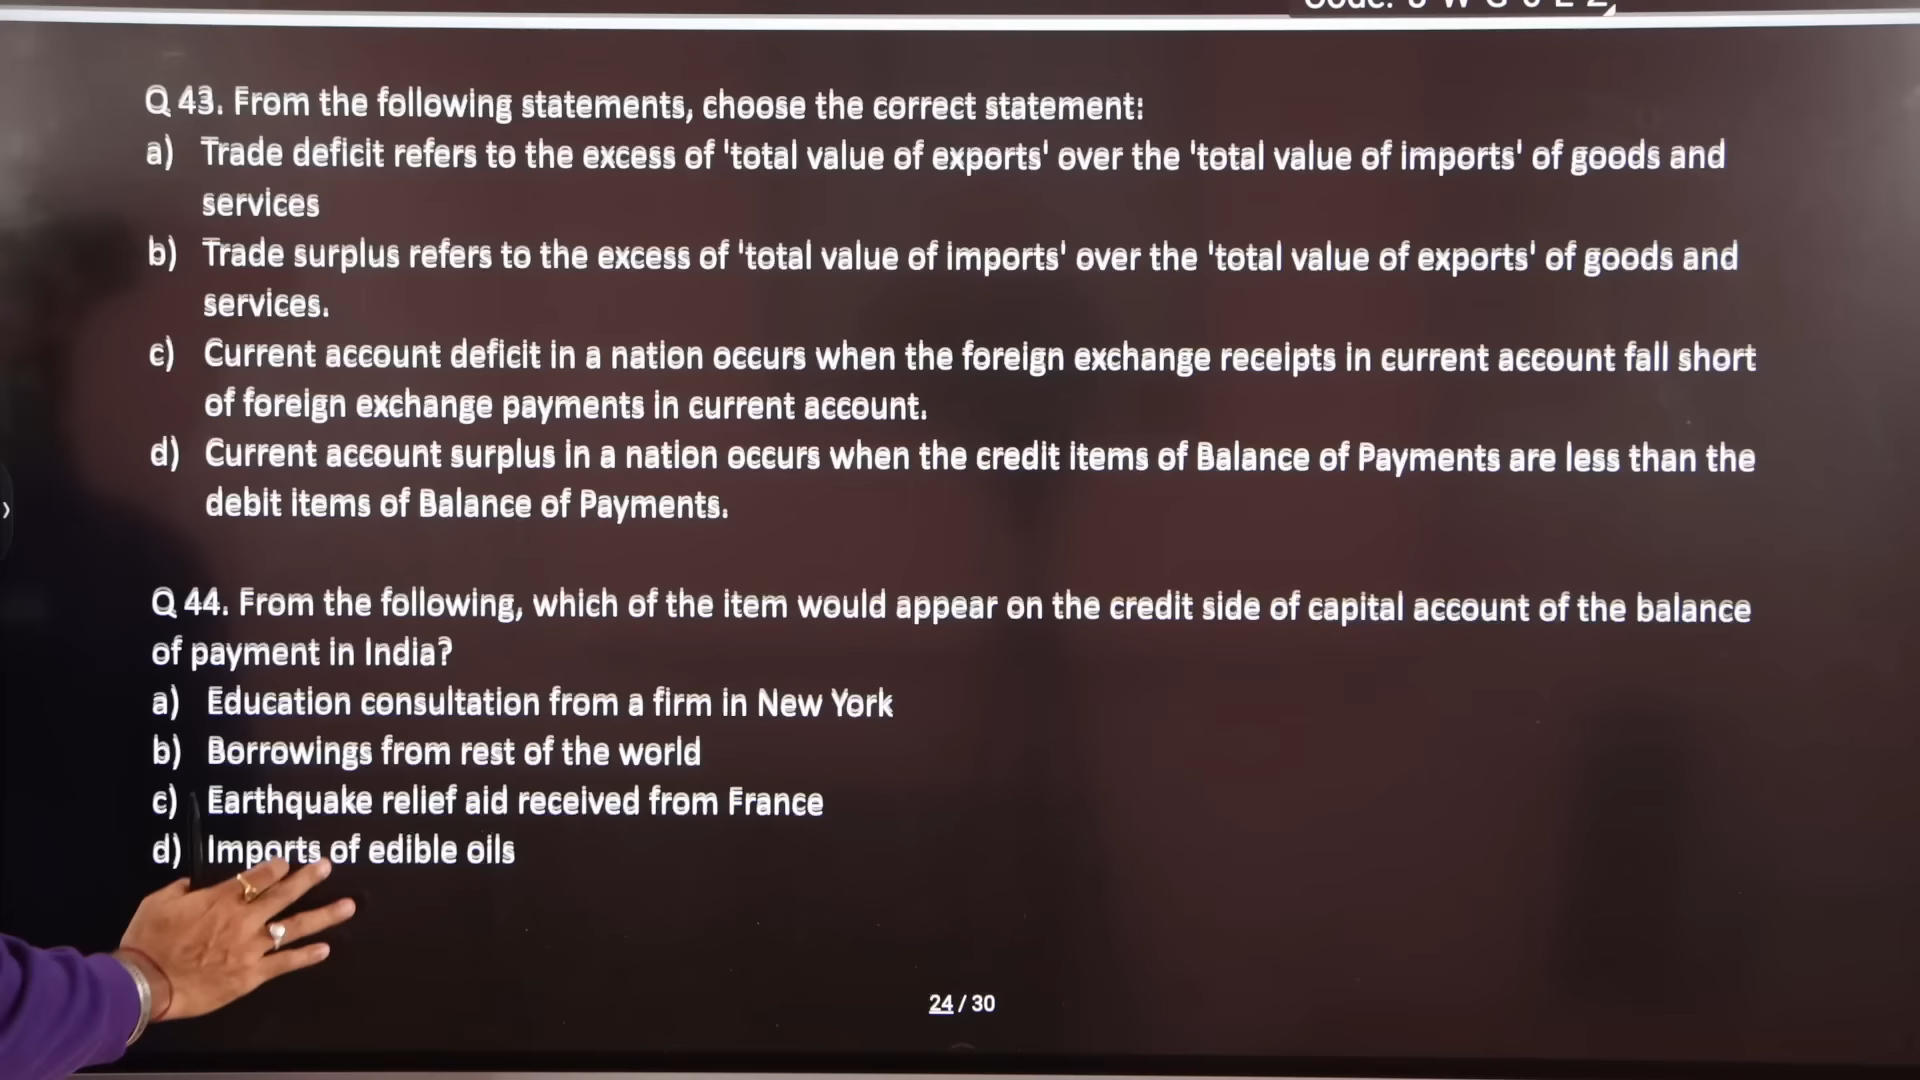 Q 43. From the following statements, choose the correct statement:
a) Trade deficit refers to the excess of 'total value of exports' over the 'total value of imports' of goods and
services
b) Trade surplus refers to the excess of 'total value of imports' over the 'total value of exports' of goods and
services.
c) Current account deficit in a nation occurs when the foreign exchange receipts in current account fall short
of foreign exchange payments in current account.
d) Current account surplus in a nation occurs when the credit items of Balance of Payments are less than the
debit items of Balance of Payments.
Q 44. From the following, which of the item would appear on the credit side of capital account of the balance
of payment in India?
a) Education consultation from a firm in New York
b) Borrowings from rest of the world
c) Earthquake relief aid received from France
d) Imports of edible oils
24 / 30